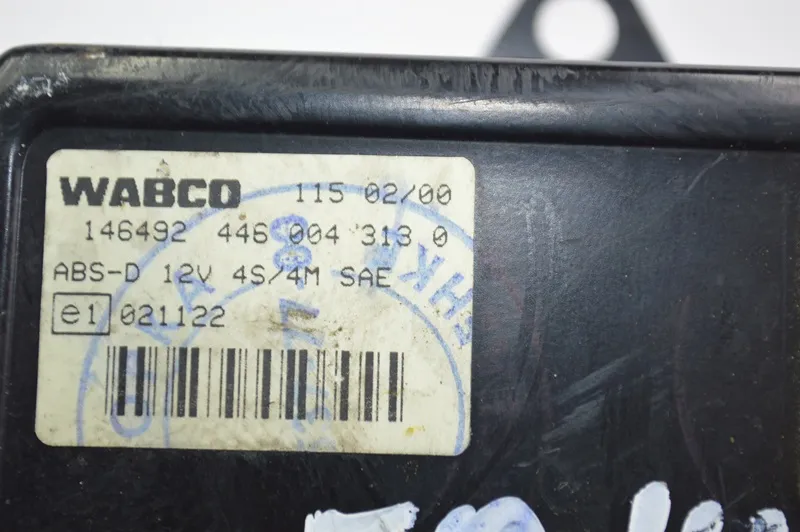 WABCO 115 02/00
146492 446 004 313 0
ABS-D 12V 4S/4M SAE
e1 021122